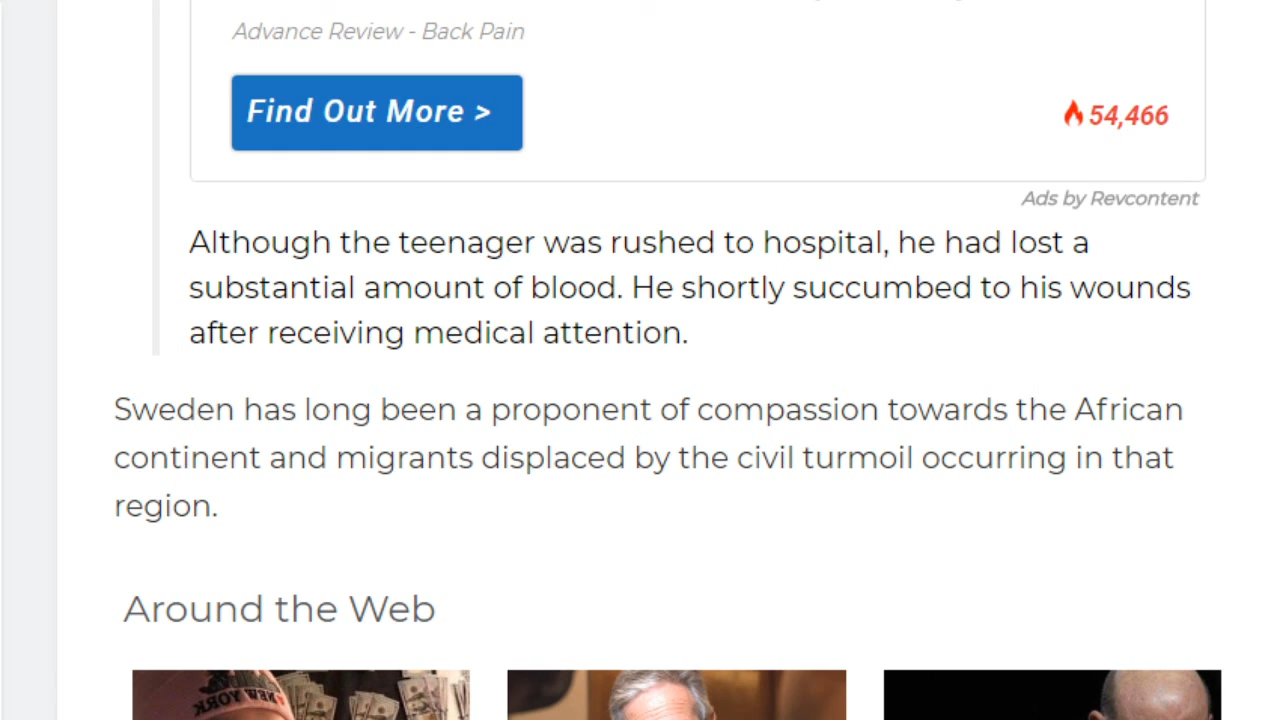 Advance Review - Back Pain
Find Out More >
54,466
Ads by Revcontent
Although the teenager was rushed to hospital, he had lost a
substantial amount of blood. He shortly succumbed to his wounds
after receiving medical attention.
Sweden has long been a proponent of compassion towards the African
continent and migrants displaced by the civil turmoil occurring in that
region.
Around the Web
NEW YORK